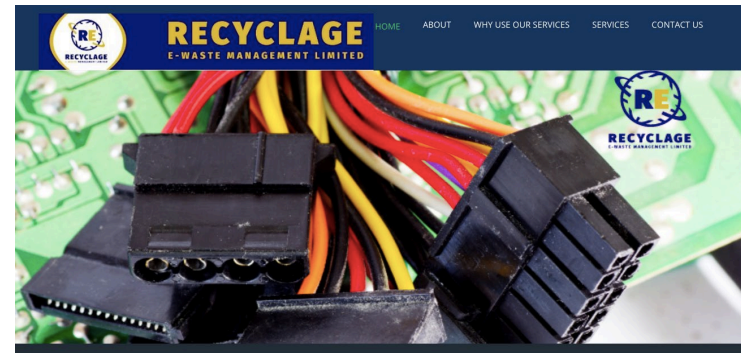 RE
RECYCLAGE
RECYCLAGE
E-WASTE MANAGEMENT LIMITED
HOME
ABOUT
WHY USE OUR SERVICES
SERVICES
CONTACT US
RE
RECYCLAGE
E-WASTE MANAGEMENT LIMITED